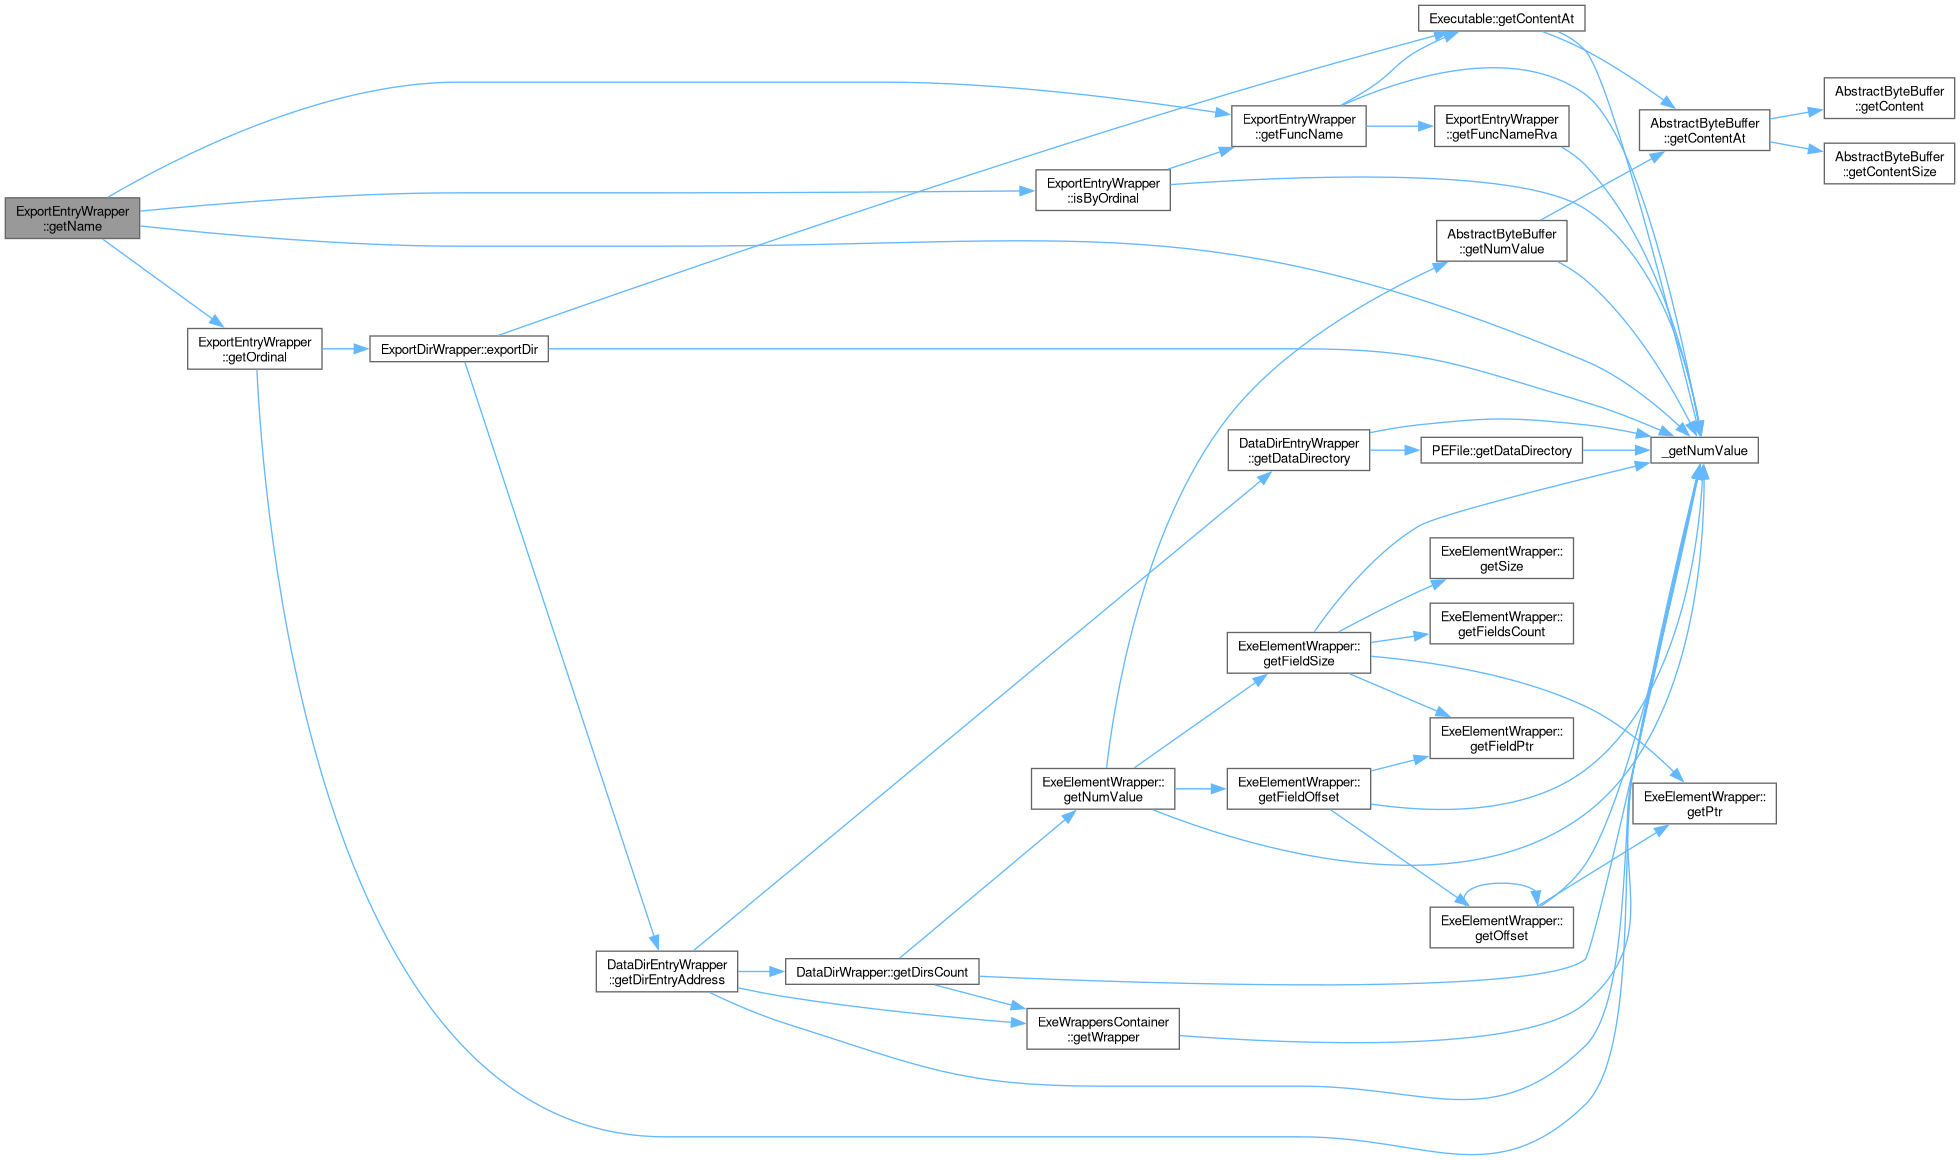 Executable::getContentAt
AbstractByteBuffer
::getContent
ExportEntryWrapper
::getFuncName
ExportEntryWrapper
::getFuncNameRva
AbstractByteBuffer
::getContentAt
AbstractByteBuffer
::getContentSize
ExportEntryWrapper
::isByOrdinal
ExportEntryWrapper
::getName
AbstractByteBuffer
::getNumValue
ExportEntryWrapper
::getOrdinal
ExportDirWrapper::exportDir
DataDirEntryWrapper
::getDataDirectory
PEFile::getDataDirectory
_getNumValue
ExeElementWrapper::
getSize
ExeElementWrapper::
getFieldsCount
ExeElementWrapper::
getFieldSize
ExeElementWrapper::
getFieldPtr
ExeElementWrapper::
getNumValue
ExeElementWrapper::
getFieldOffset
ExeElementWrapper::
getPtr
ExeElementWrapper::
getOffset
DataDirEntryWrapper
::getDirEntryAddress
DataDirWrapper::getDirsCount
ExeWrappersContainer
::getWrapper